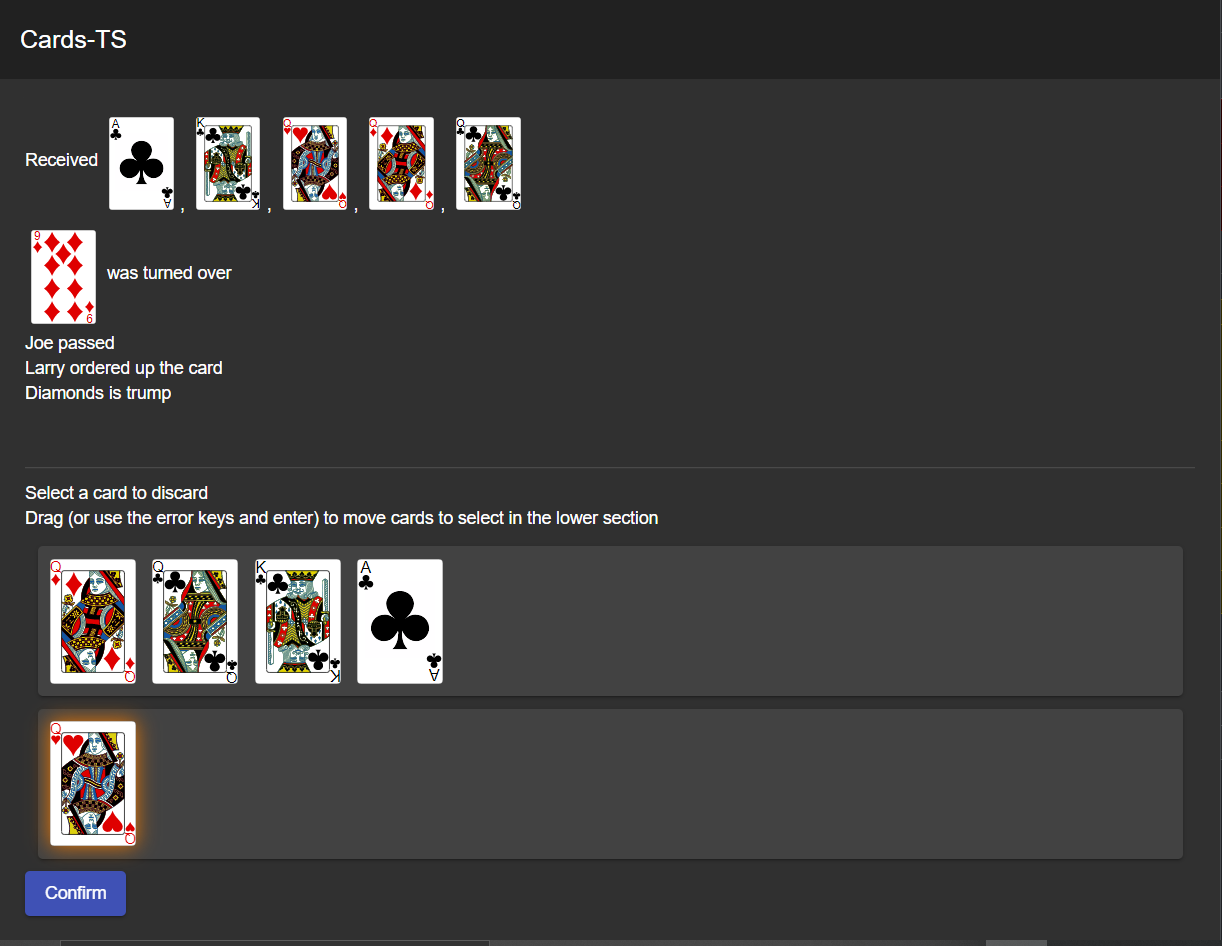 Cards-TS
Received A A , K K , Q Q , Q Q , Q Q
9 9 was turned over
Joe passed
Larry ordered up the card
Diamonds is trump
Select a card to discard
Drag (or use the error keys and enter) to move cards to select in the lower section
Q Q Q Q K K A A
Q Q
Confirm